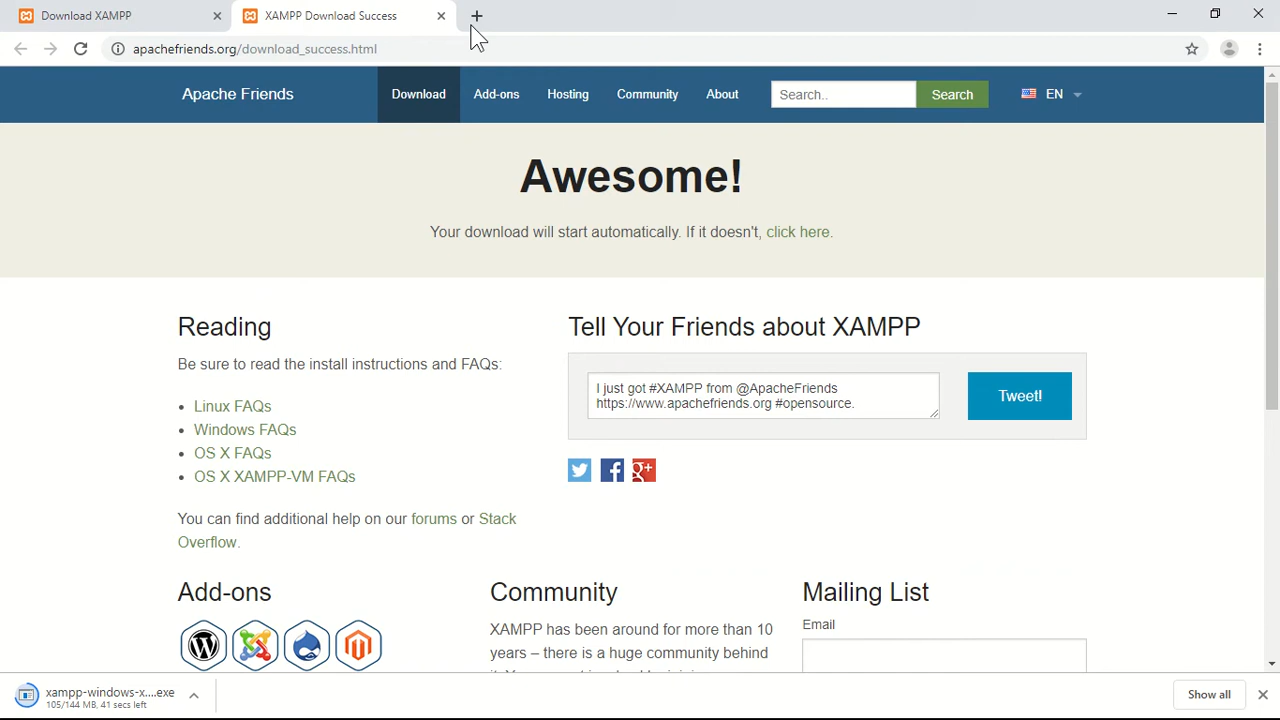 Download XAMPP
XAMPP Download Success
apachefriends.org/download_success.html
Apache Friends
Download
Add-ons
Hosting
Community
About
Search..
Search
EN
Awesome!
Your download will start automatically. If it doesn't, click here.
Reading
Be sure to read the install instructions and FAQs:
Linux FAQs
Windows FAQs
OS X FAQs
OS X XAMPP-VM FAQs
You can find additional help on our forums or Stack
Overflow.
Tell Your Friends about XAMPP
I just got #XAMPP from @ApacheFriends
https://www.apachefriends.org #opensource.
Tweet!
Add-ons
Community
XAMPP has been around for more than 10
years – there is a huge community behind
Mailing List
Email
xampp-windows-x....exe
105/144 MB, 41 secs left
Show all